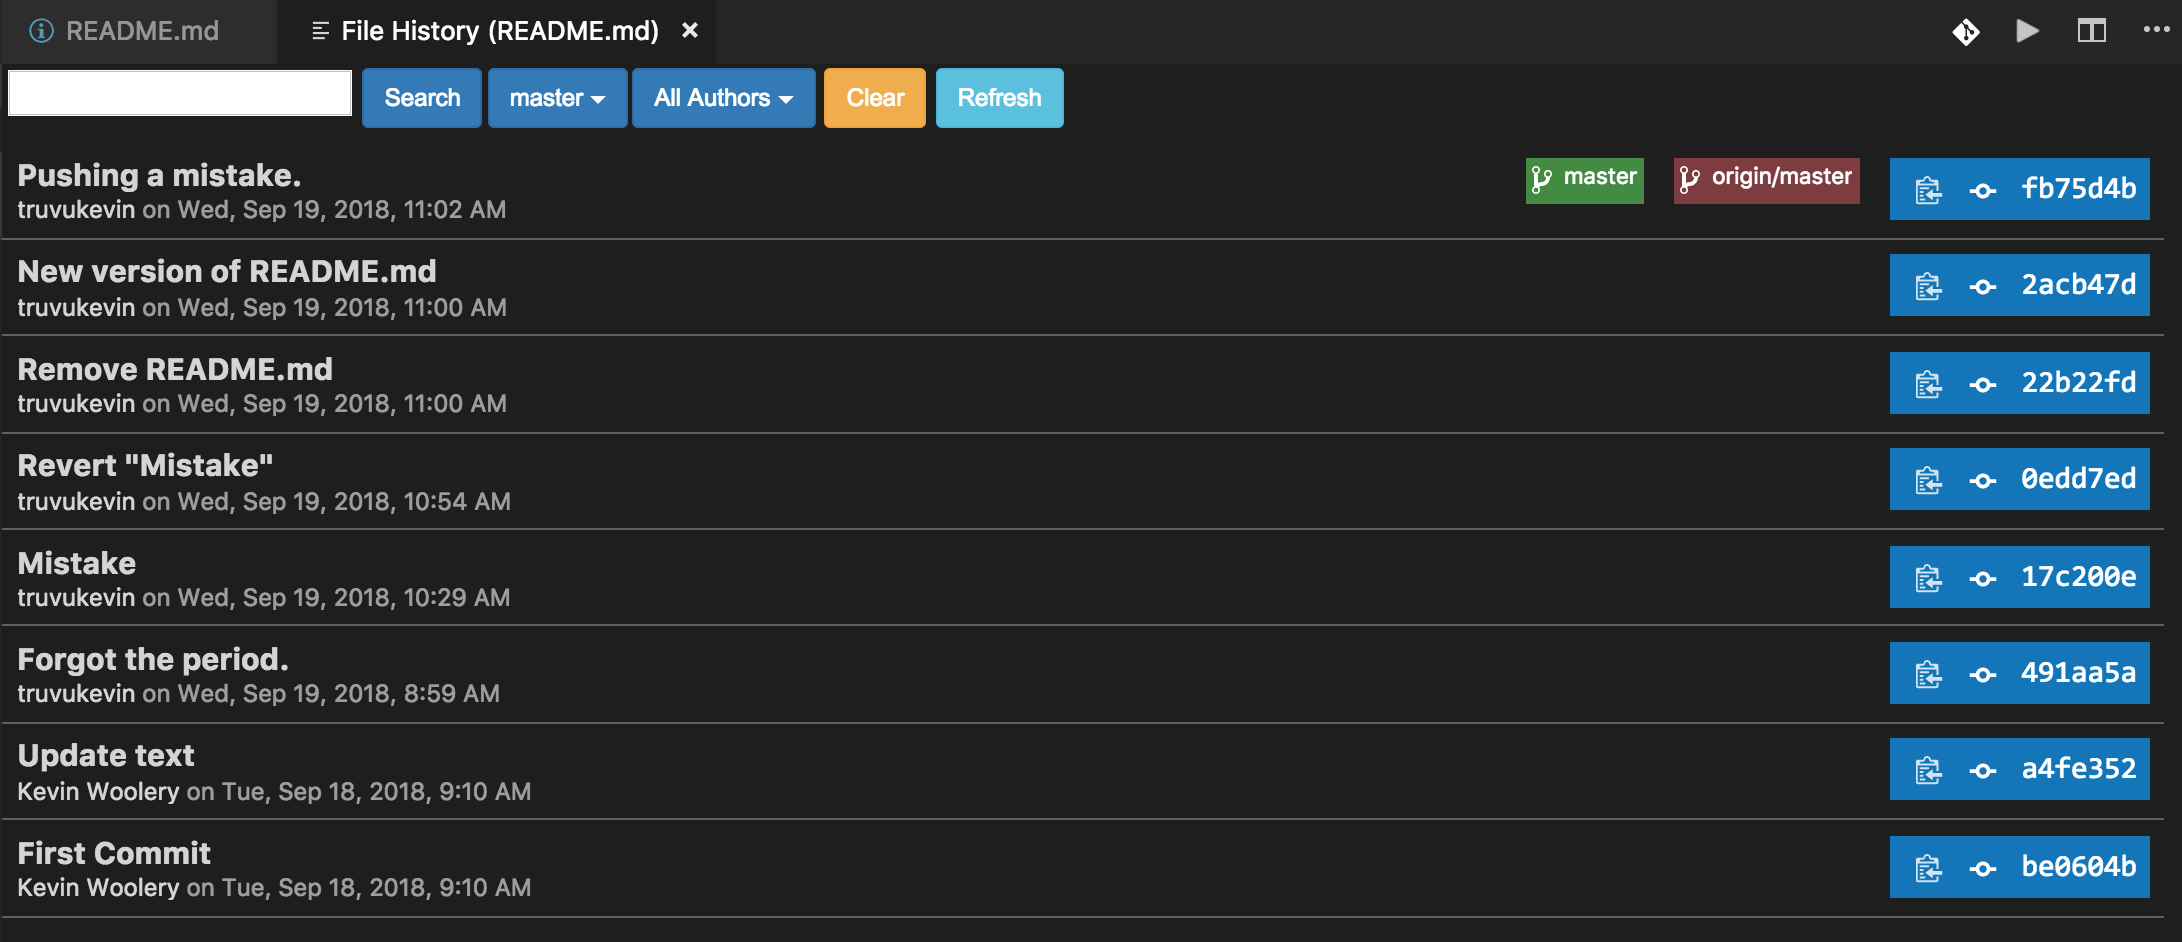 README.md File History (README.md)
Search master All Authors Clear Refresh
Pushing a mistake. master origin/master fb75d4b
truvukevin on Wed, Sep 19, 2018, 11:02 AM
New version of README.md 2acb47d
truvukevin on Wed, Sep 19, 2018, 11:00 AM
Remove README.md 22b22fd
truvukevin on Wed, Sep 19, 2018, 11:00 AM
Revert "Mistake" 0edd7ed
truvukevin on Wed, Sep 19, 2018, 10:54 AM
Mistake 17c200e
truvukevin on Wed, Sep 19, 2018, 10:29 AM
Forgot the period. 491aa5a
truvukevin on Wed, Sep 19, 2018, 8:59 AM
Update text a4fe352
Kevin Woolery on Tue, Sep 18, 2018, 9:10 AM
First Commit be0604b
Kevin Woolery on Tue, Sep 18, 2018, 9:10 AM